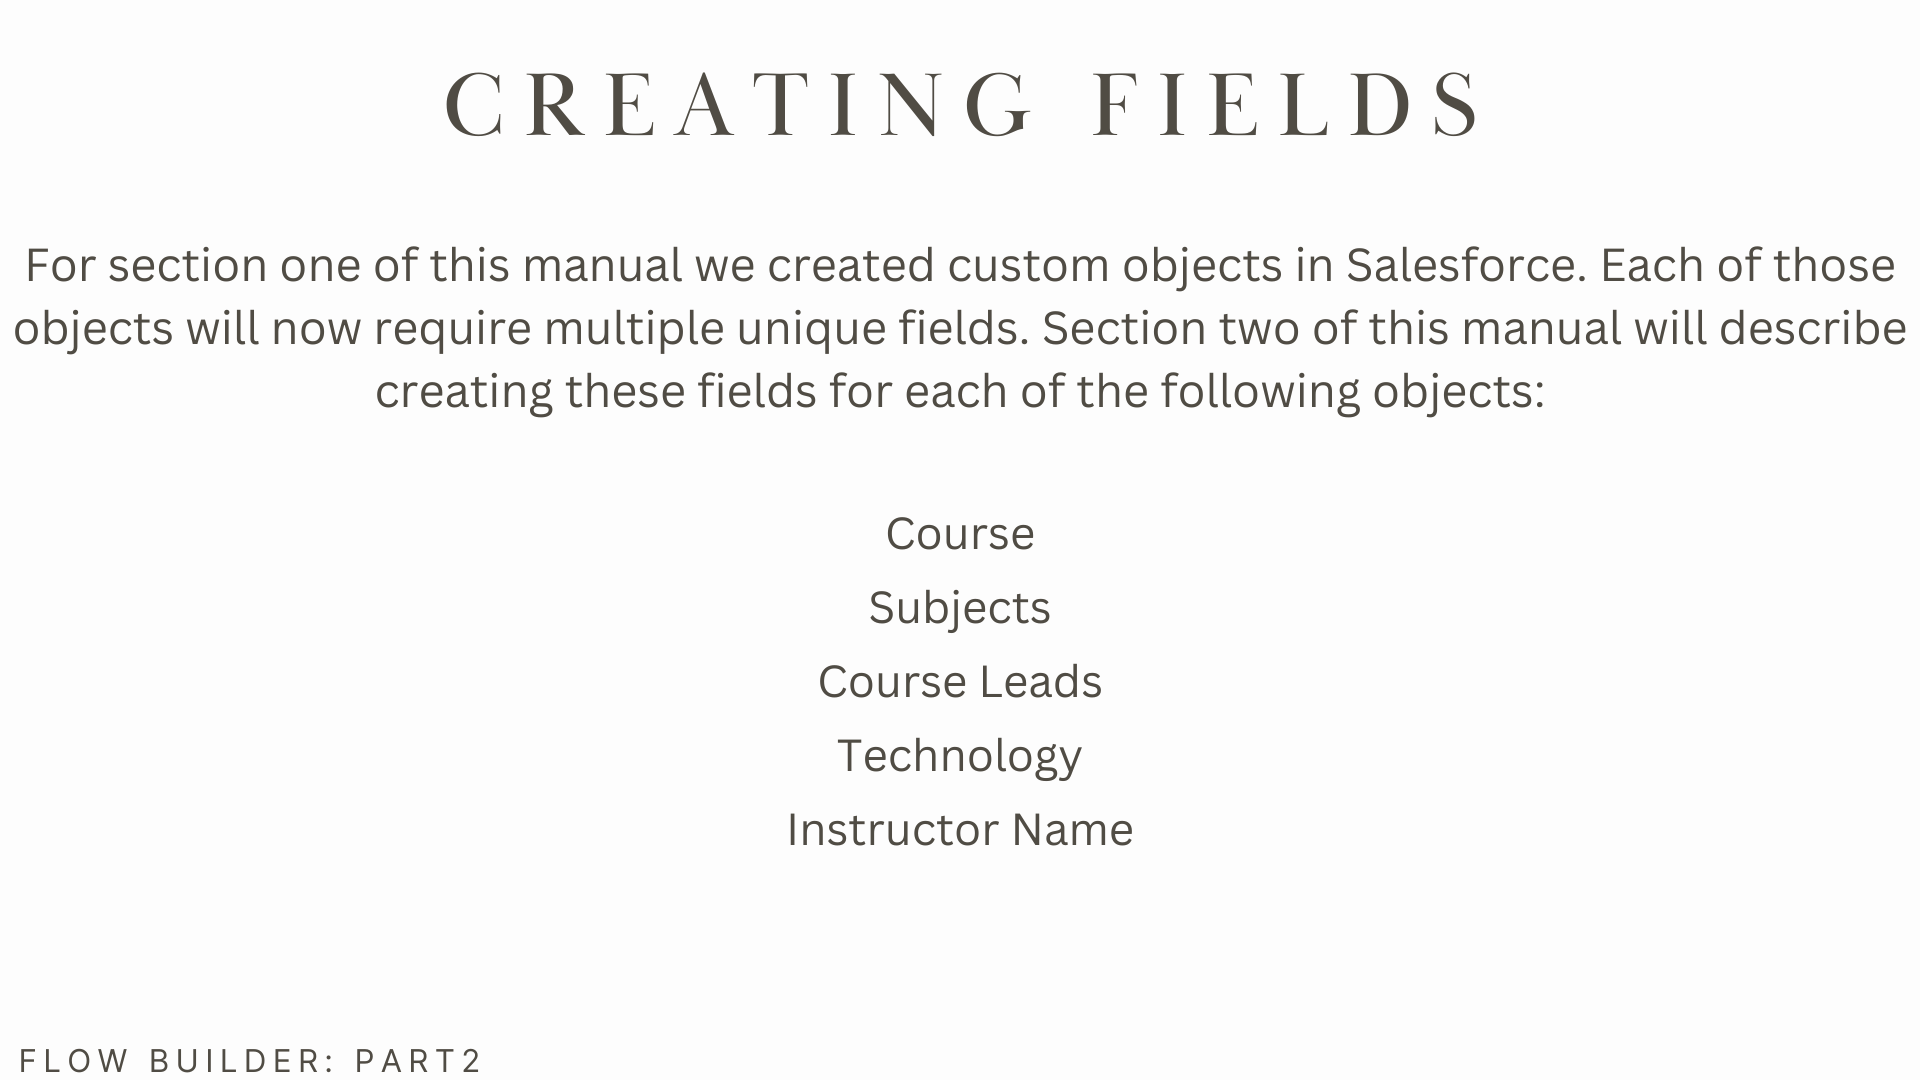 CREATING FIELDS
For section one of this manual we created custom objects in Salesforce. Each of those
objects will now require multiple unique fields. Section two of this manual will describe
creating these fields for each of the following objects:
Course
Subjects
Course Leads
Technology
Instructor Name
FLOW BUILDER: PART2